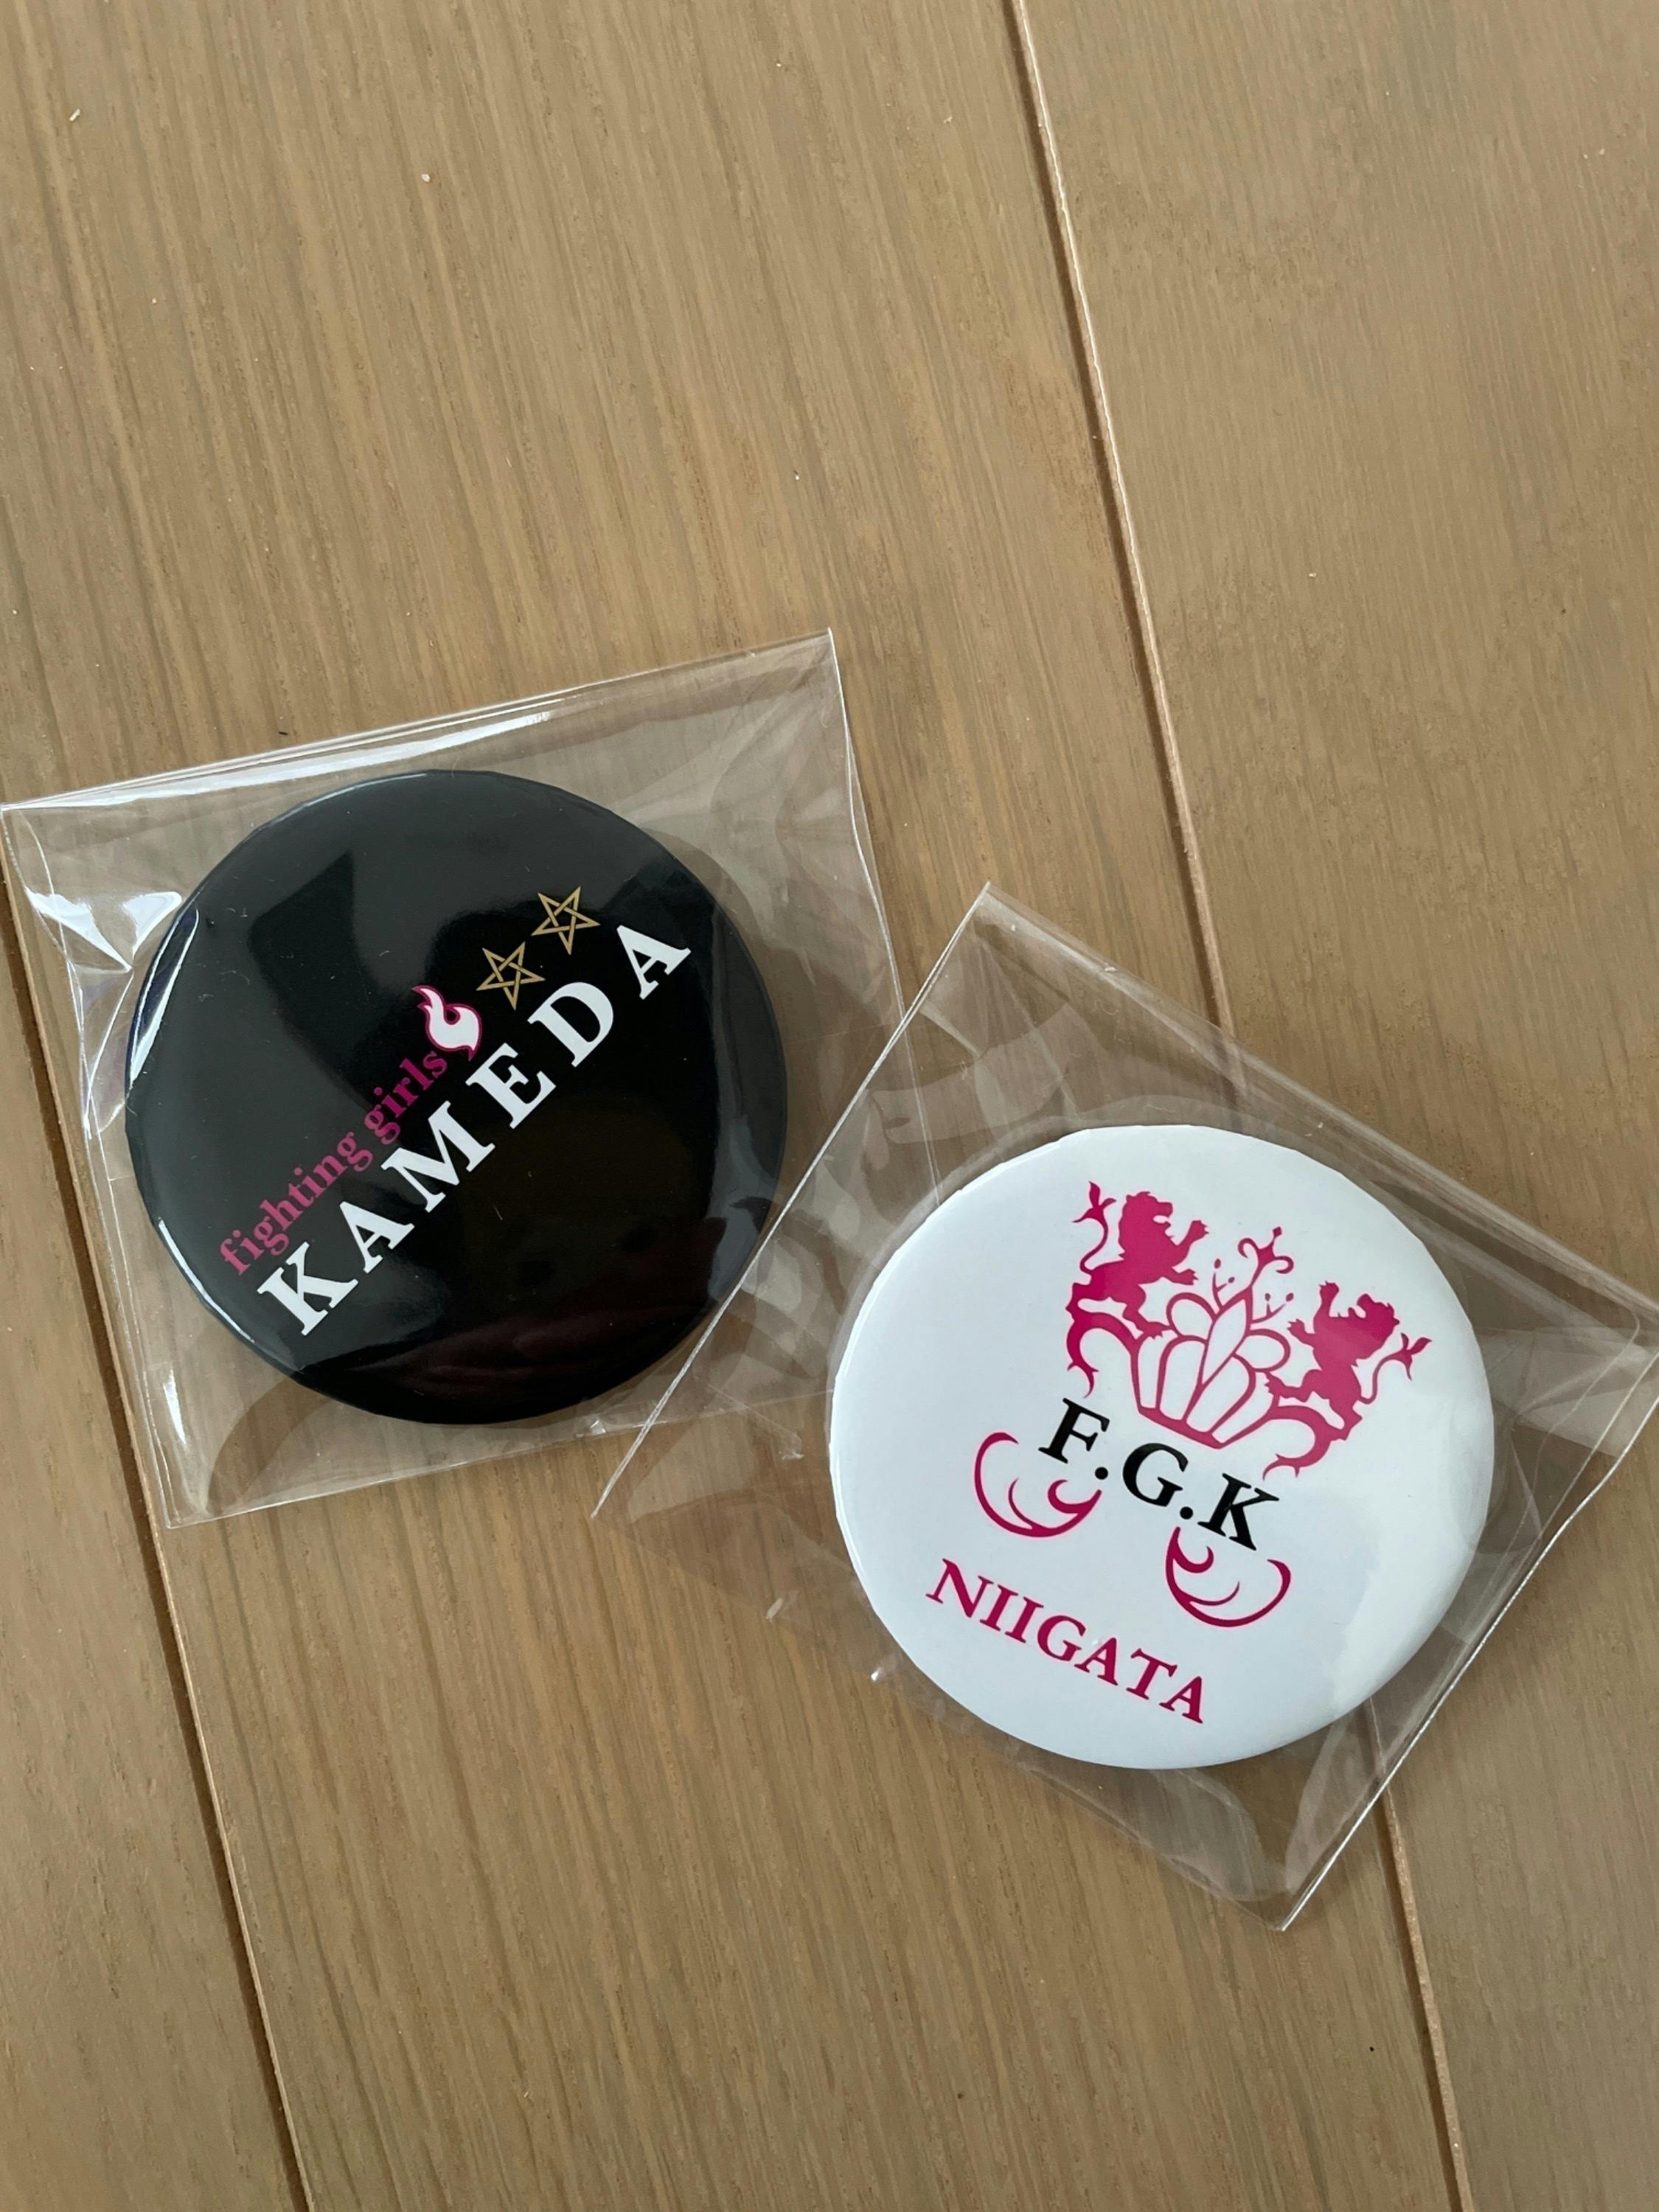 fighting girls
KAMEDA
F.G.K
NIIGATA